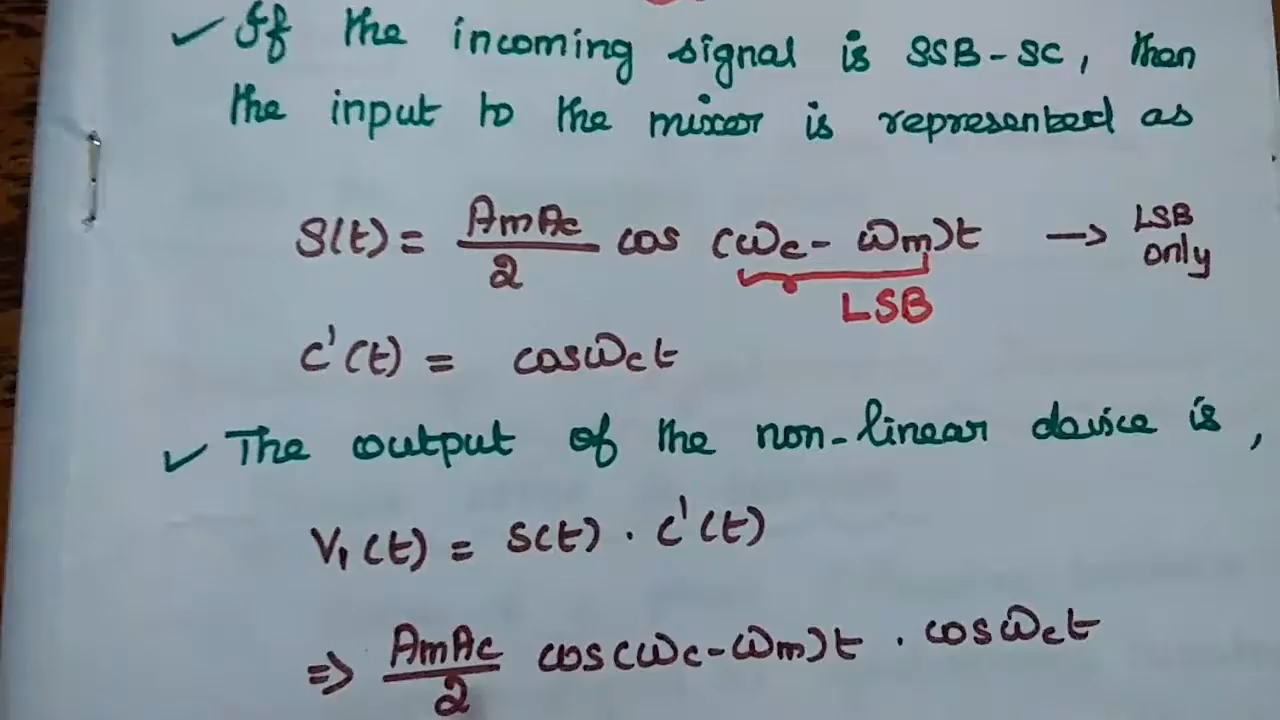 ✓ If the incoming signal is SSB-SC, then
the input to the mixer is represented as
S(t) = AmAc/2 cos (ωc - ωm)t → LSB only
LSB
c'(t) = cosωct
✓ The output of the non-linear device is,
V1(t) = s(t) . c'(t)
⇒ AmAc/2 cos(ωc-ωm)t . cosωct